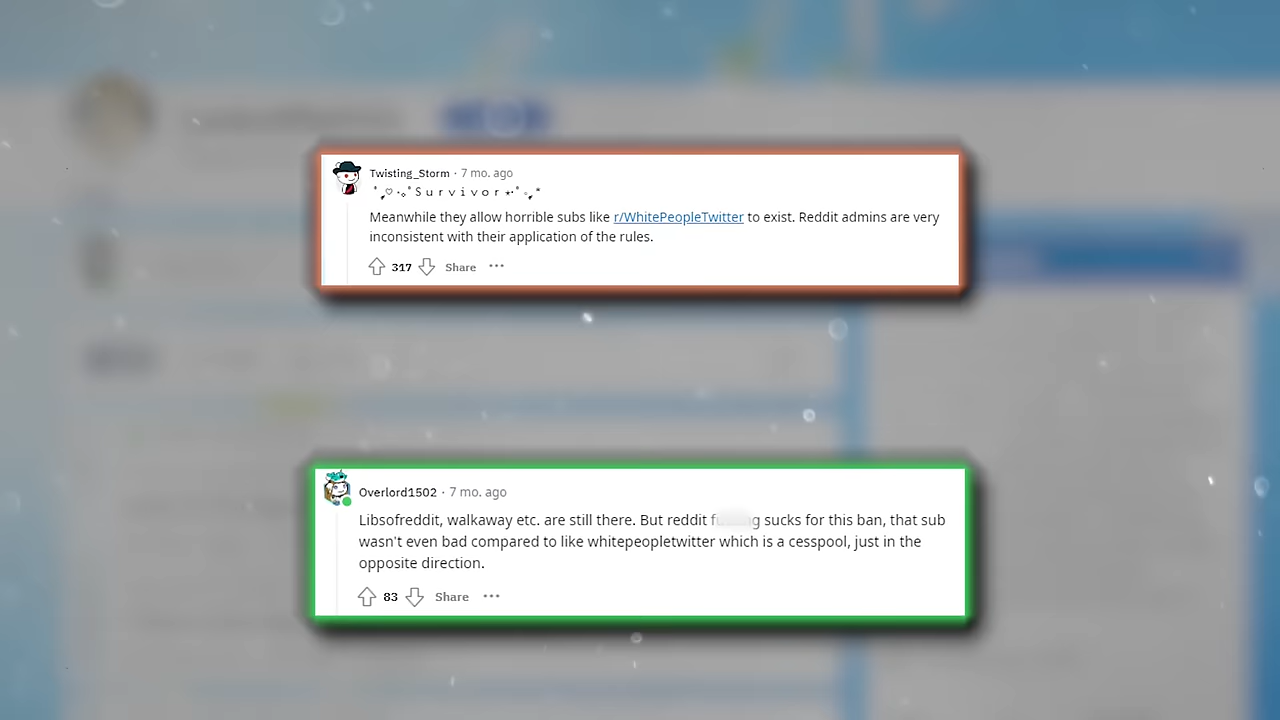 Twisting_Storm · 7 mo. ago
Survivor
Meanwhile they allow horrible subs like r/WhitePeopleTwitter to exist. Reddit admins are very
inconsistent with their application of the rules.
317 Share ···
Overlord1502 · 7 mo. ago
Libsofreddit, walkaway etc. are still there. But reddit sucks for this ban, that sub
wasn't even bad compared to like whitepeopletwitter which is a cesspool, just in the
opposite direction.
83 Share ···